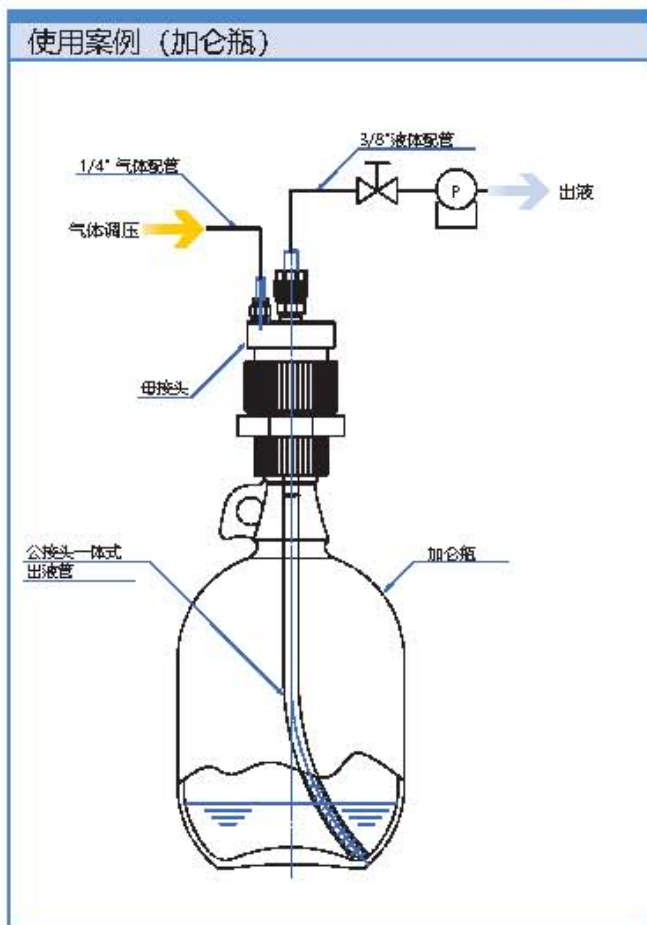 使用案例（加仑瓶）
3/8"液体配管
1/4" 气体配管
P
出液
气体调压
母接头
公接头一体式
出液管
加仑瓶